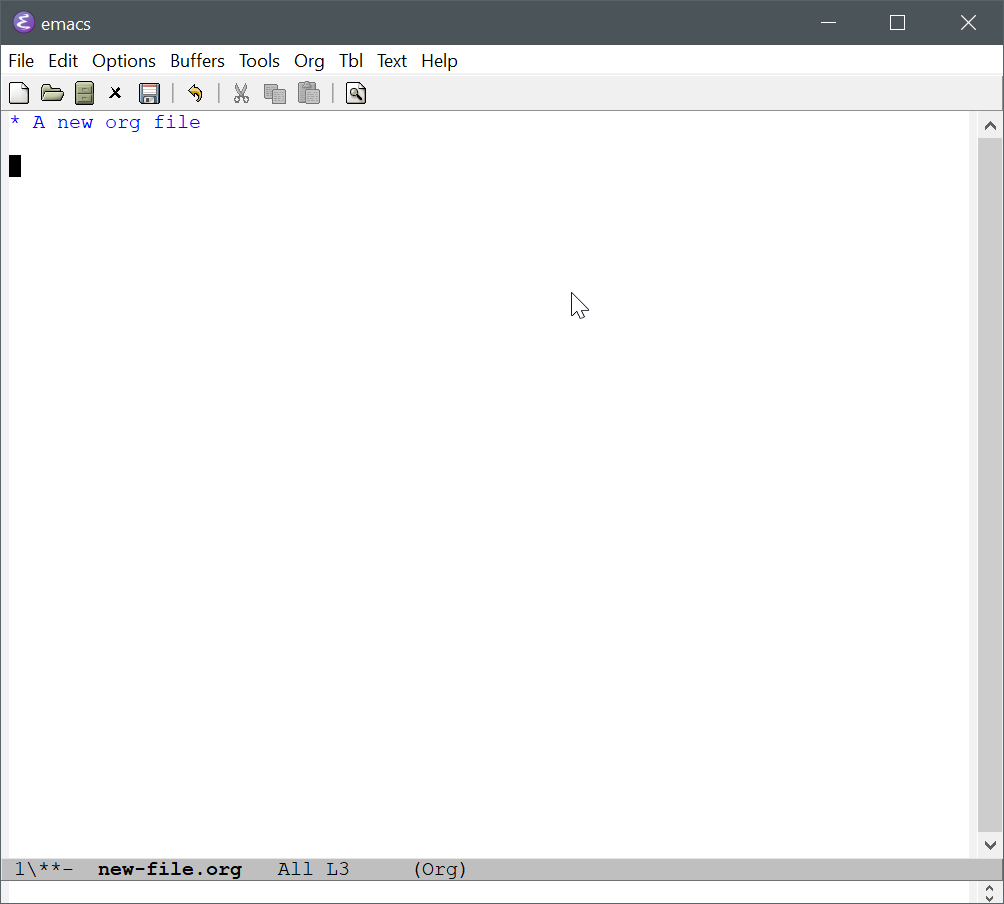 emacs
File Edit Options Buffers Tools Org Tbl Text Help
* A new org file
1\**-  new-file.org   All L3     (Org)